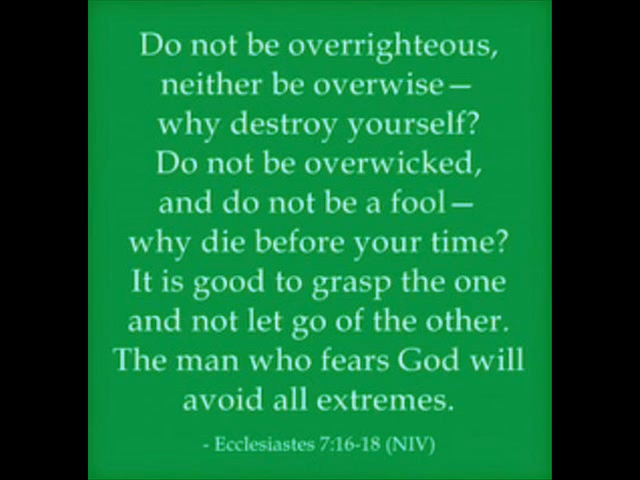 Do not be overrighteous,
neither be overwise—
why destroy yourself?
Do not be overwicked,
and do not be a fool—
why die before your time?
It is good to grasp the one
and not let go of the other.
The man who fears God will
avoid all extremes.
- Ecclesiastes 7:16-18 (NIV)